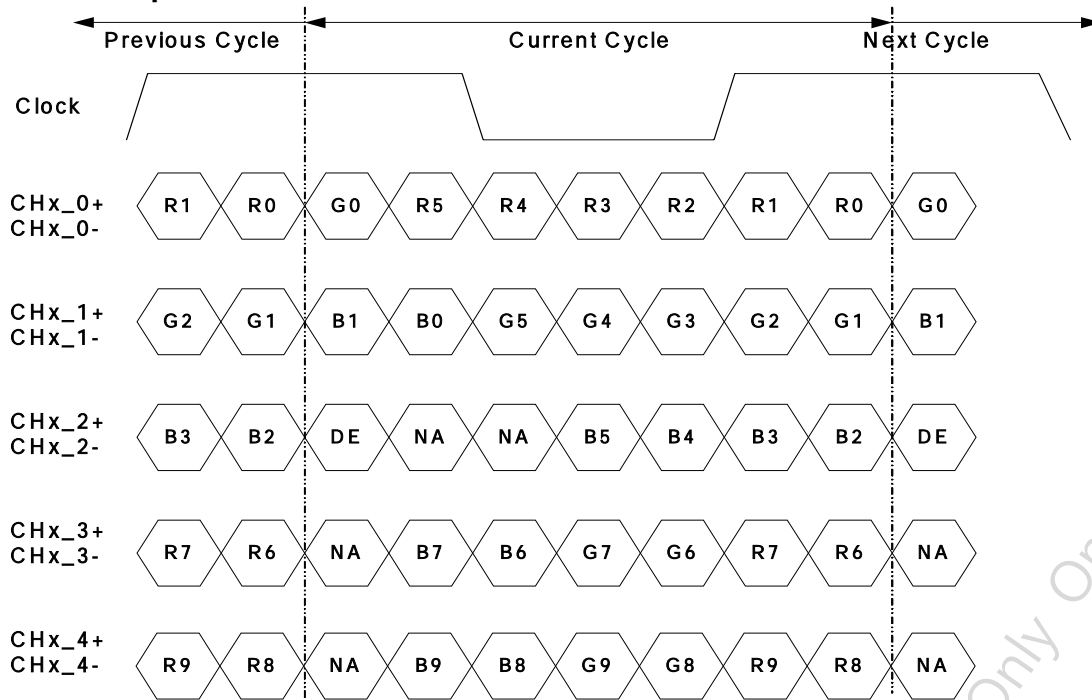 Previous Cycle Current Cycle Next Cycle
Clock
CHx_0+
CHx_0-
R1 R0 G0 R5 R4 R3 R2 R1 R0 G0
CHx_1+
CHx_1-
G2 G1 B1 B0 G5 G4 G3 G2 G1 B1
CHx_2+
CHx_2-
B3 B2 DE NA NA B5 B4 B3 B2 DE
CHx_3+
CHx_3-
R7 R6 NA B7 B6 G7 G6 R7 R6 NA
CHx_4+
CHx_4-
R9 R8 NA B9 B8 G9 G8 R9 R8 NA
Only